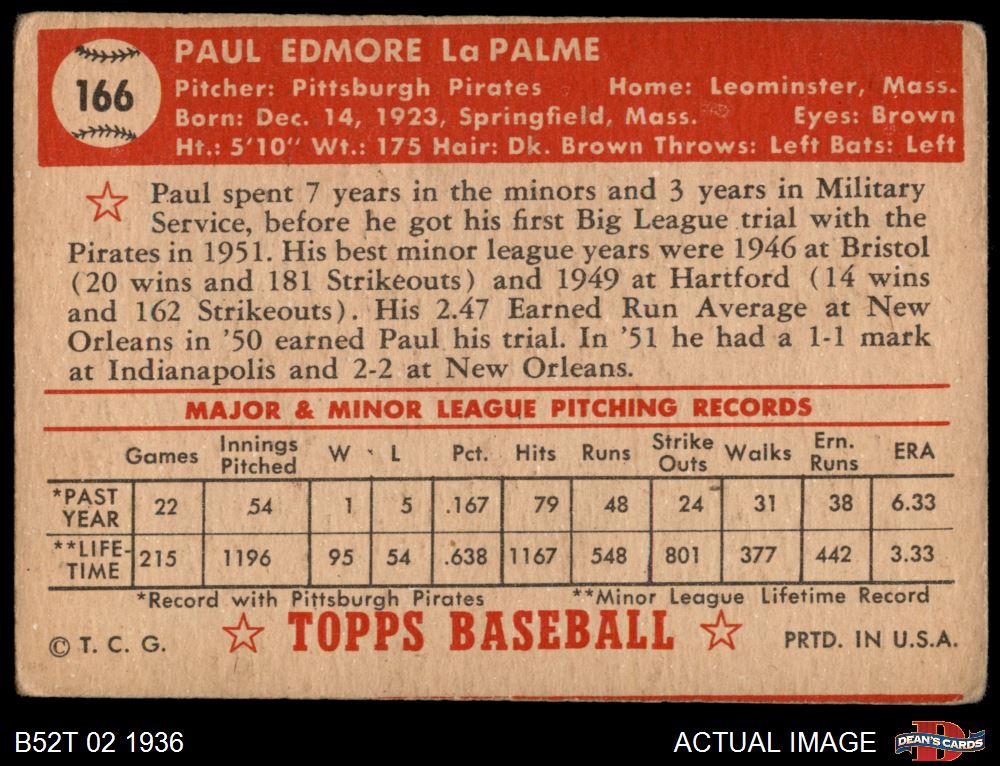 166
PAUL EDMORE La PALME
Pitcher: Pittsburgh Pirates Home: Leominster, Mass.
Born: Dec. 14, 1923, Springfield, Mass. Eyes: Brown
Ht.: 5'10" Wt.: 175 Hair: Dk. Brown Throws: Left Bats: Left
Paul spent 7 years in the minors and 3 years in Military
Service, before he got his first Big League trial with the
Pirates in 1951. His best minor league years were 1946 at Bristol
(20 wins and 181 Strikeouts) and 1949 at Hartford (14 wins
and 162 Strikeouts). His 2.47 Earned Run Average at New
Orleans in '50 earned Paul his trial. In '51 he had a 1-1 mark
at Indianapolis and 2-2 at New Orleans.
MAJOR & MINOR LEAGUE PITCHING RECORDS
Games Innings Pitched W L Pct. Hits Runs Strike Outs Walks Ern. Runs ERA
*PAST YEAR 22 54 1 5 .167 79 48 24 31 38 6.33
**LIFE-TIME 215 1196 95 54 .638 1167 548 801 377 442 3.33
*Record with Pittsburgh Pirates **Minor League Lifetime Record
© T. C. G. TOPPS BASEBALL PRTD. IN U.S.A.
B52T 02 1936 ACTUAL IMAGE DEAN'S CARDS